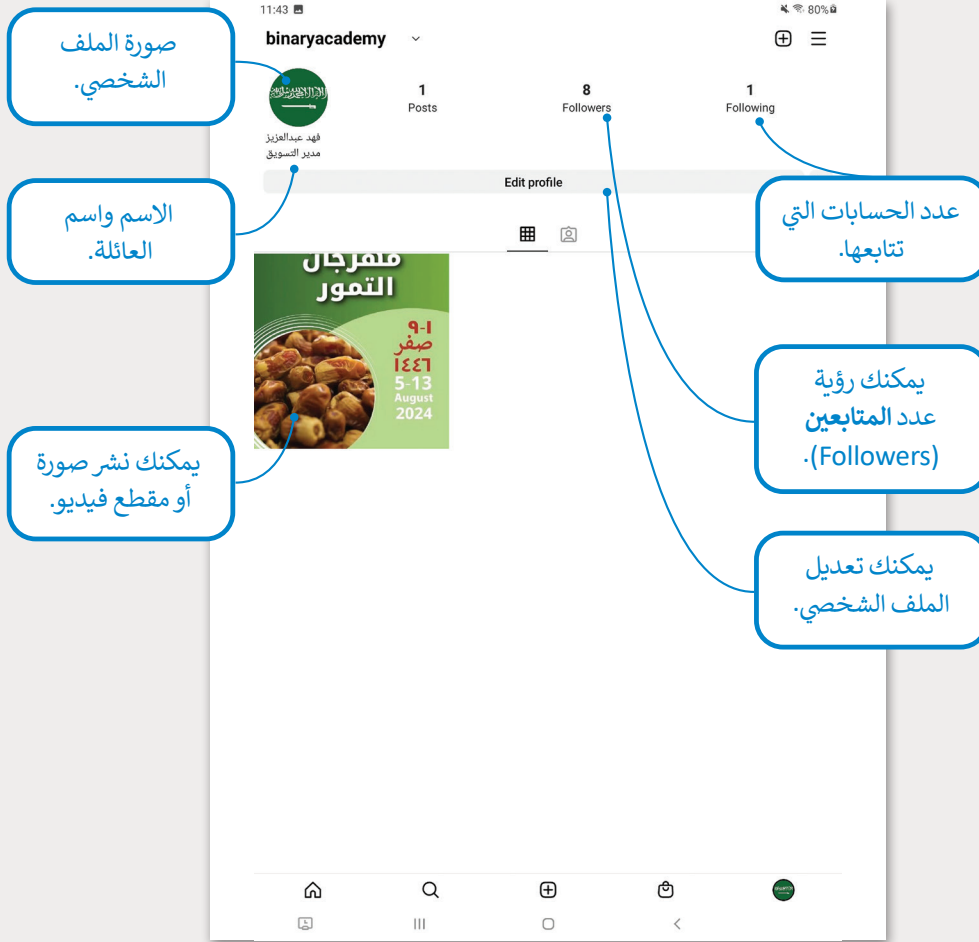 11:43
80%
binaryacademy
صورة الملف
الشخصي.
1
Posts
8
Followers
1
Following
فهد عبدالعزيز
مدير التسويق
Edit profile
الاسم واسم
العائلة.
عدد الحسابات التي
تتابعها.
مهرجان
التمور
٩-١
صفر
١٤٤٦
5-13
August
2024
يمكنك رؤية
عدد المتابعين
(Followers).
يمكنك نشر صورة
أو مقطع فيديو.
يمكنك تعديل
الملف الشخصي.